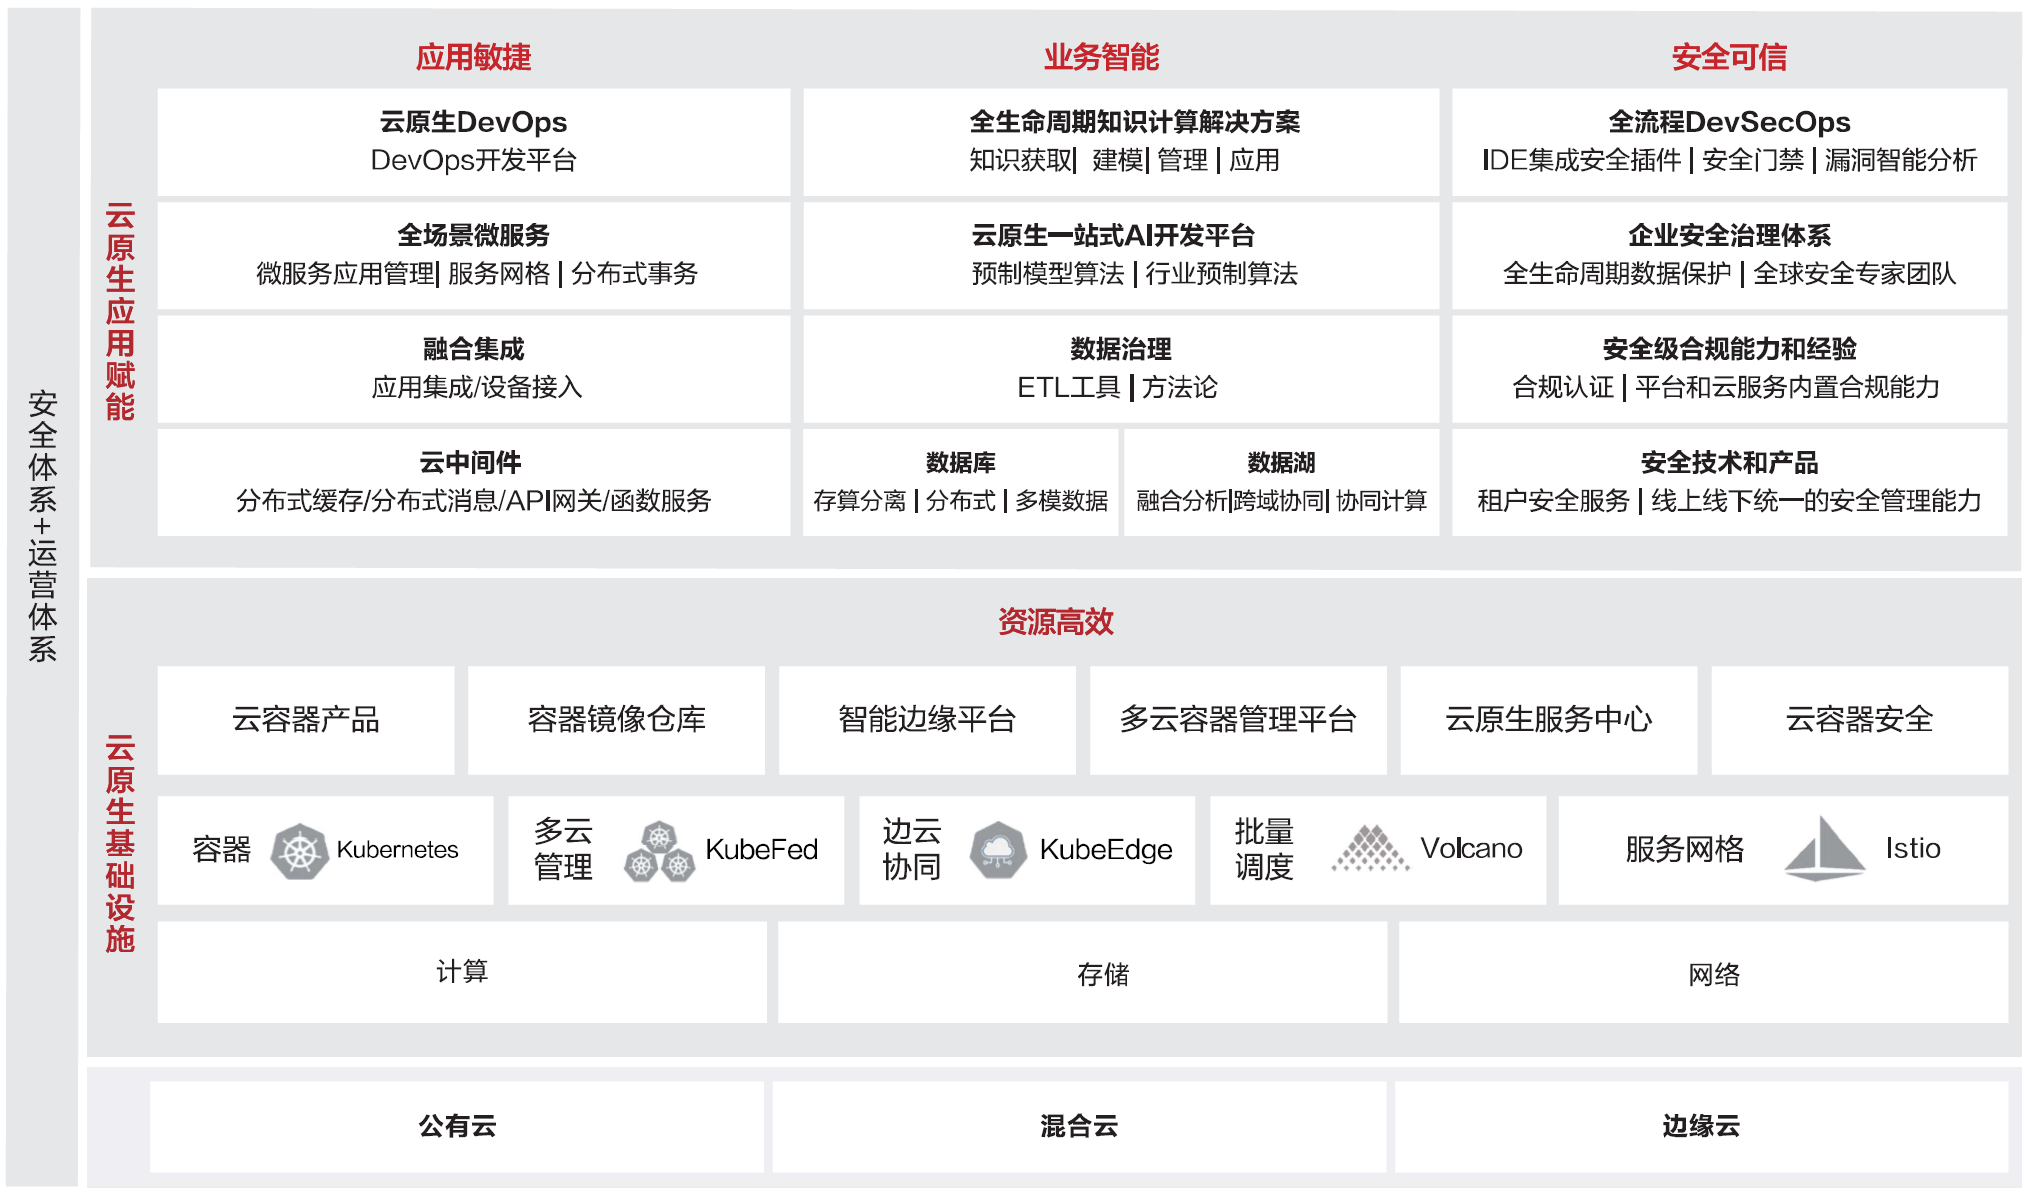 安全体系+运营体系
云原生应用赋能
应用敏捷
业务智能
安全可信
云原生DevOps
DevOps开发平台
全生命周期知识计算解决方案
知识获取| 建模| 管理 | 应用
全流程DevSecOps
IDE集成安全插件 | 安全门禁 | 漏洞智能分析
全场景微服务
微服务应用管理| 服务网格 | 分布式事务
云原生一站式AI开发平台
预制模型算法 | 行业预制算法
企业安全治理体系
全生命周期数据保护 | 全球安全专家团队
融合集成
应用集成/设备接入
数据治理
ETL工具 | 方法论
安全级合规能力和经验
合规认证 | 平台和云服务内置合规能力
云中间件
分布式缓存/分布式消息/API网关/函数服务
数据库
存算分离 | 分布式 | 多模数据
数据湖
融合分析|跨域协同| 协同计算
安全技术和产品
租户安全服务 | 线上线下统一的安全管理能力
云原生基础设施
资源高效
云容器产品
容器镜像仓库
智能边缘平台
多云容器管理平台
云原生服务中心
云容器安全
容器
Kubernetes
多云
管理
KubeFed
边云
协同
KubeEdge
批量
调度
Volcano
服务网格
Istio
计算
存储
网络
公有云
混合云
边缘云